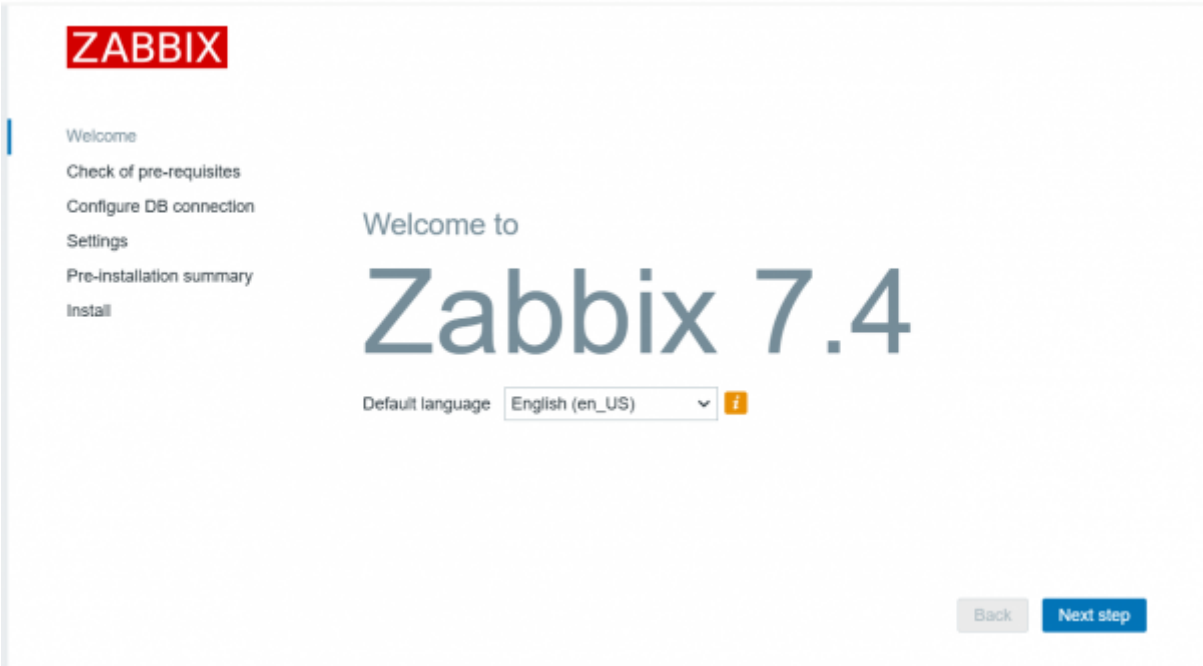 ZABBIX
Welcome
Check of pre-requisites
Configure DB connection
Settings
Pre-installation summary
Install
Welcome to
Zabbix 7.4
Default language English (en_US) i
Back Next step